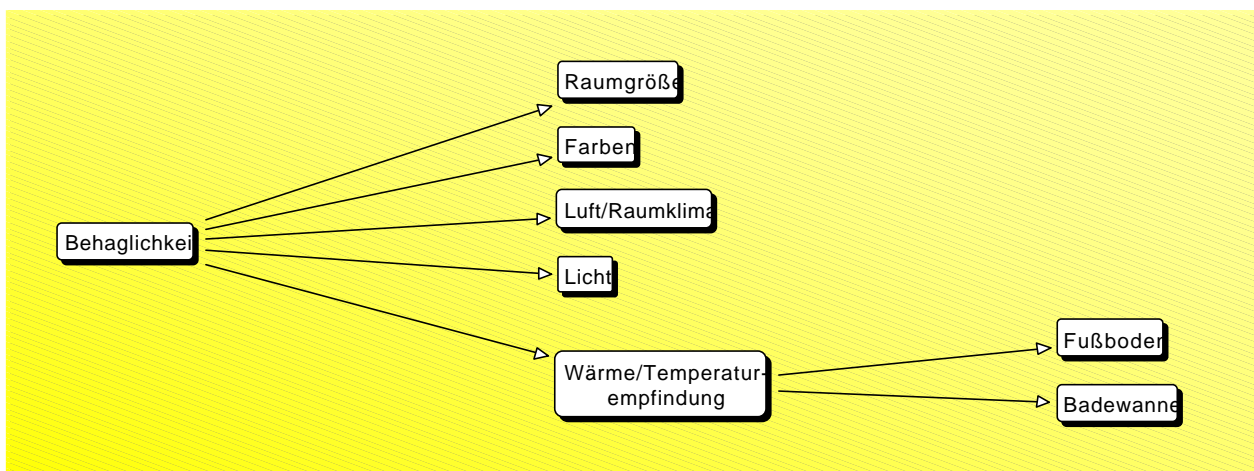 Raumgröße
Farben
Luft/Raumklima
Behaglichkei
Licht
Wärme/Temperatur-
empfindung
Fußboden
Badewanne